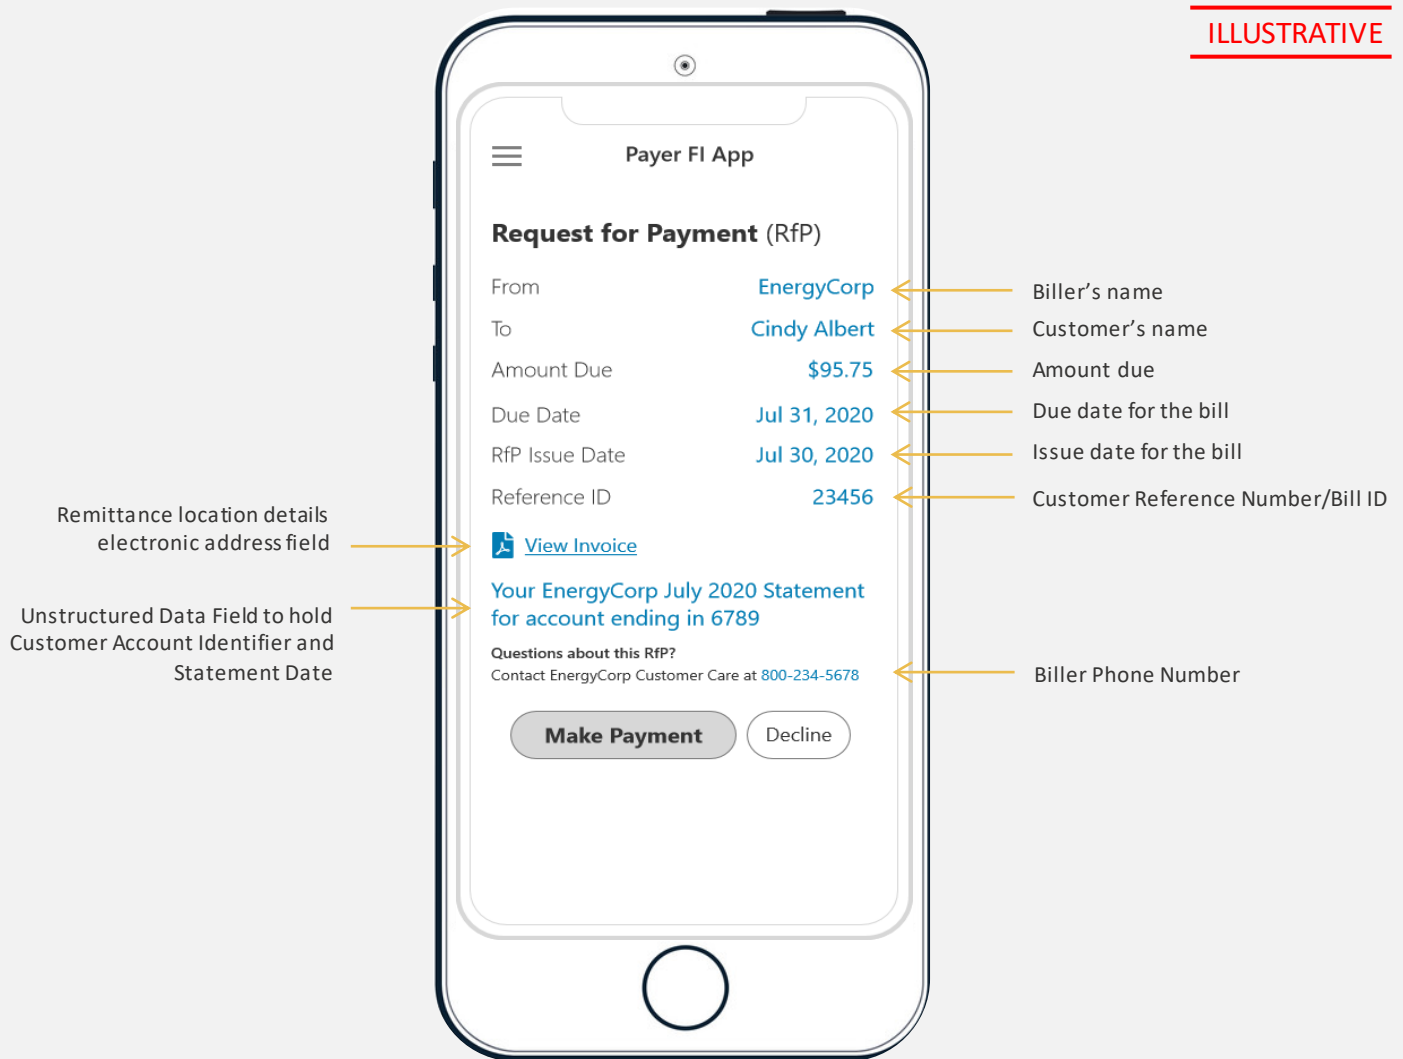 ILLUSTRATIVE
Payer FI App
Request for Payment (RfP)
From EnergyCorp
Biller's name
To Cindy Albert
Customer's name
Amount Due $95.75
Amount due
Due Date Jul 31, 2020
Due date for the bill
RfP Issue Date Jul 30, 2020
Issue date for the bill
Reference ID 23456
Customer Reference Number/Bill ID
Remittance location details
electronic address field
View Invoice
Unstructured Data Field to hold
Customer Account Identifier and
Statement Date
Your EnergyCorp July 2020 Statement
for account ending in 6789
Questions about this RfP?
Contact EnergyCorp Customer Care at 800-234-5678
Biller Phone Number
Make Payment
Decline